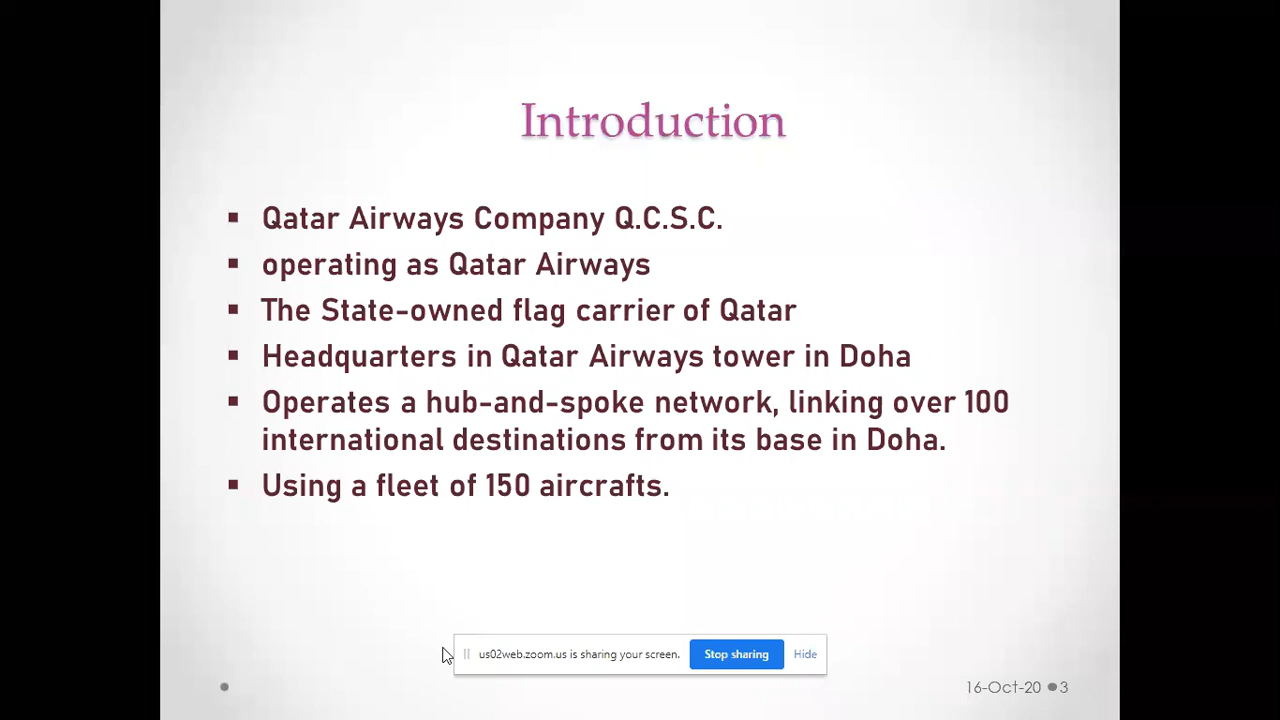 Introduction
Qatar Airways Company Q.C.S.C.
operating as Qatar Airways
The State-owned flag carrier of Qatar
Headquarters in Qatar Airways tower in Doha
Operates a hub-and-spoke network, linking over 100
international destinations from its base in Doha.
Using a fleet of 150 aircrafts.
us02web.zoom.us is sharing your screen. Stop sharing Hide
16-Oct-20 3